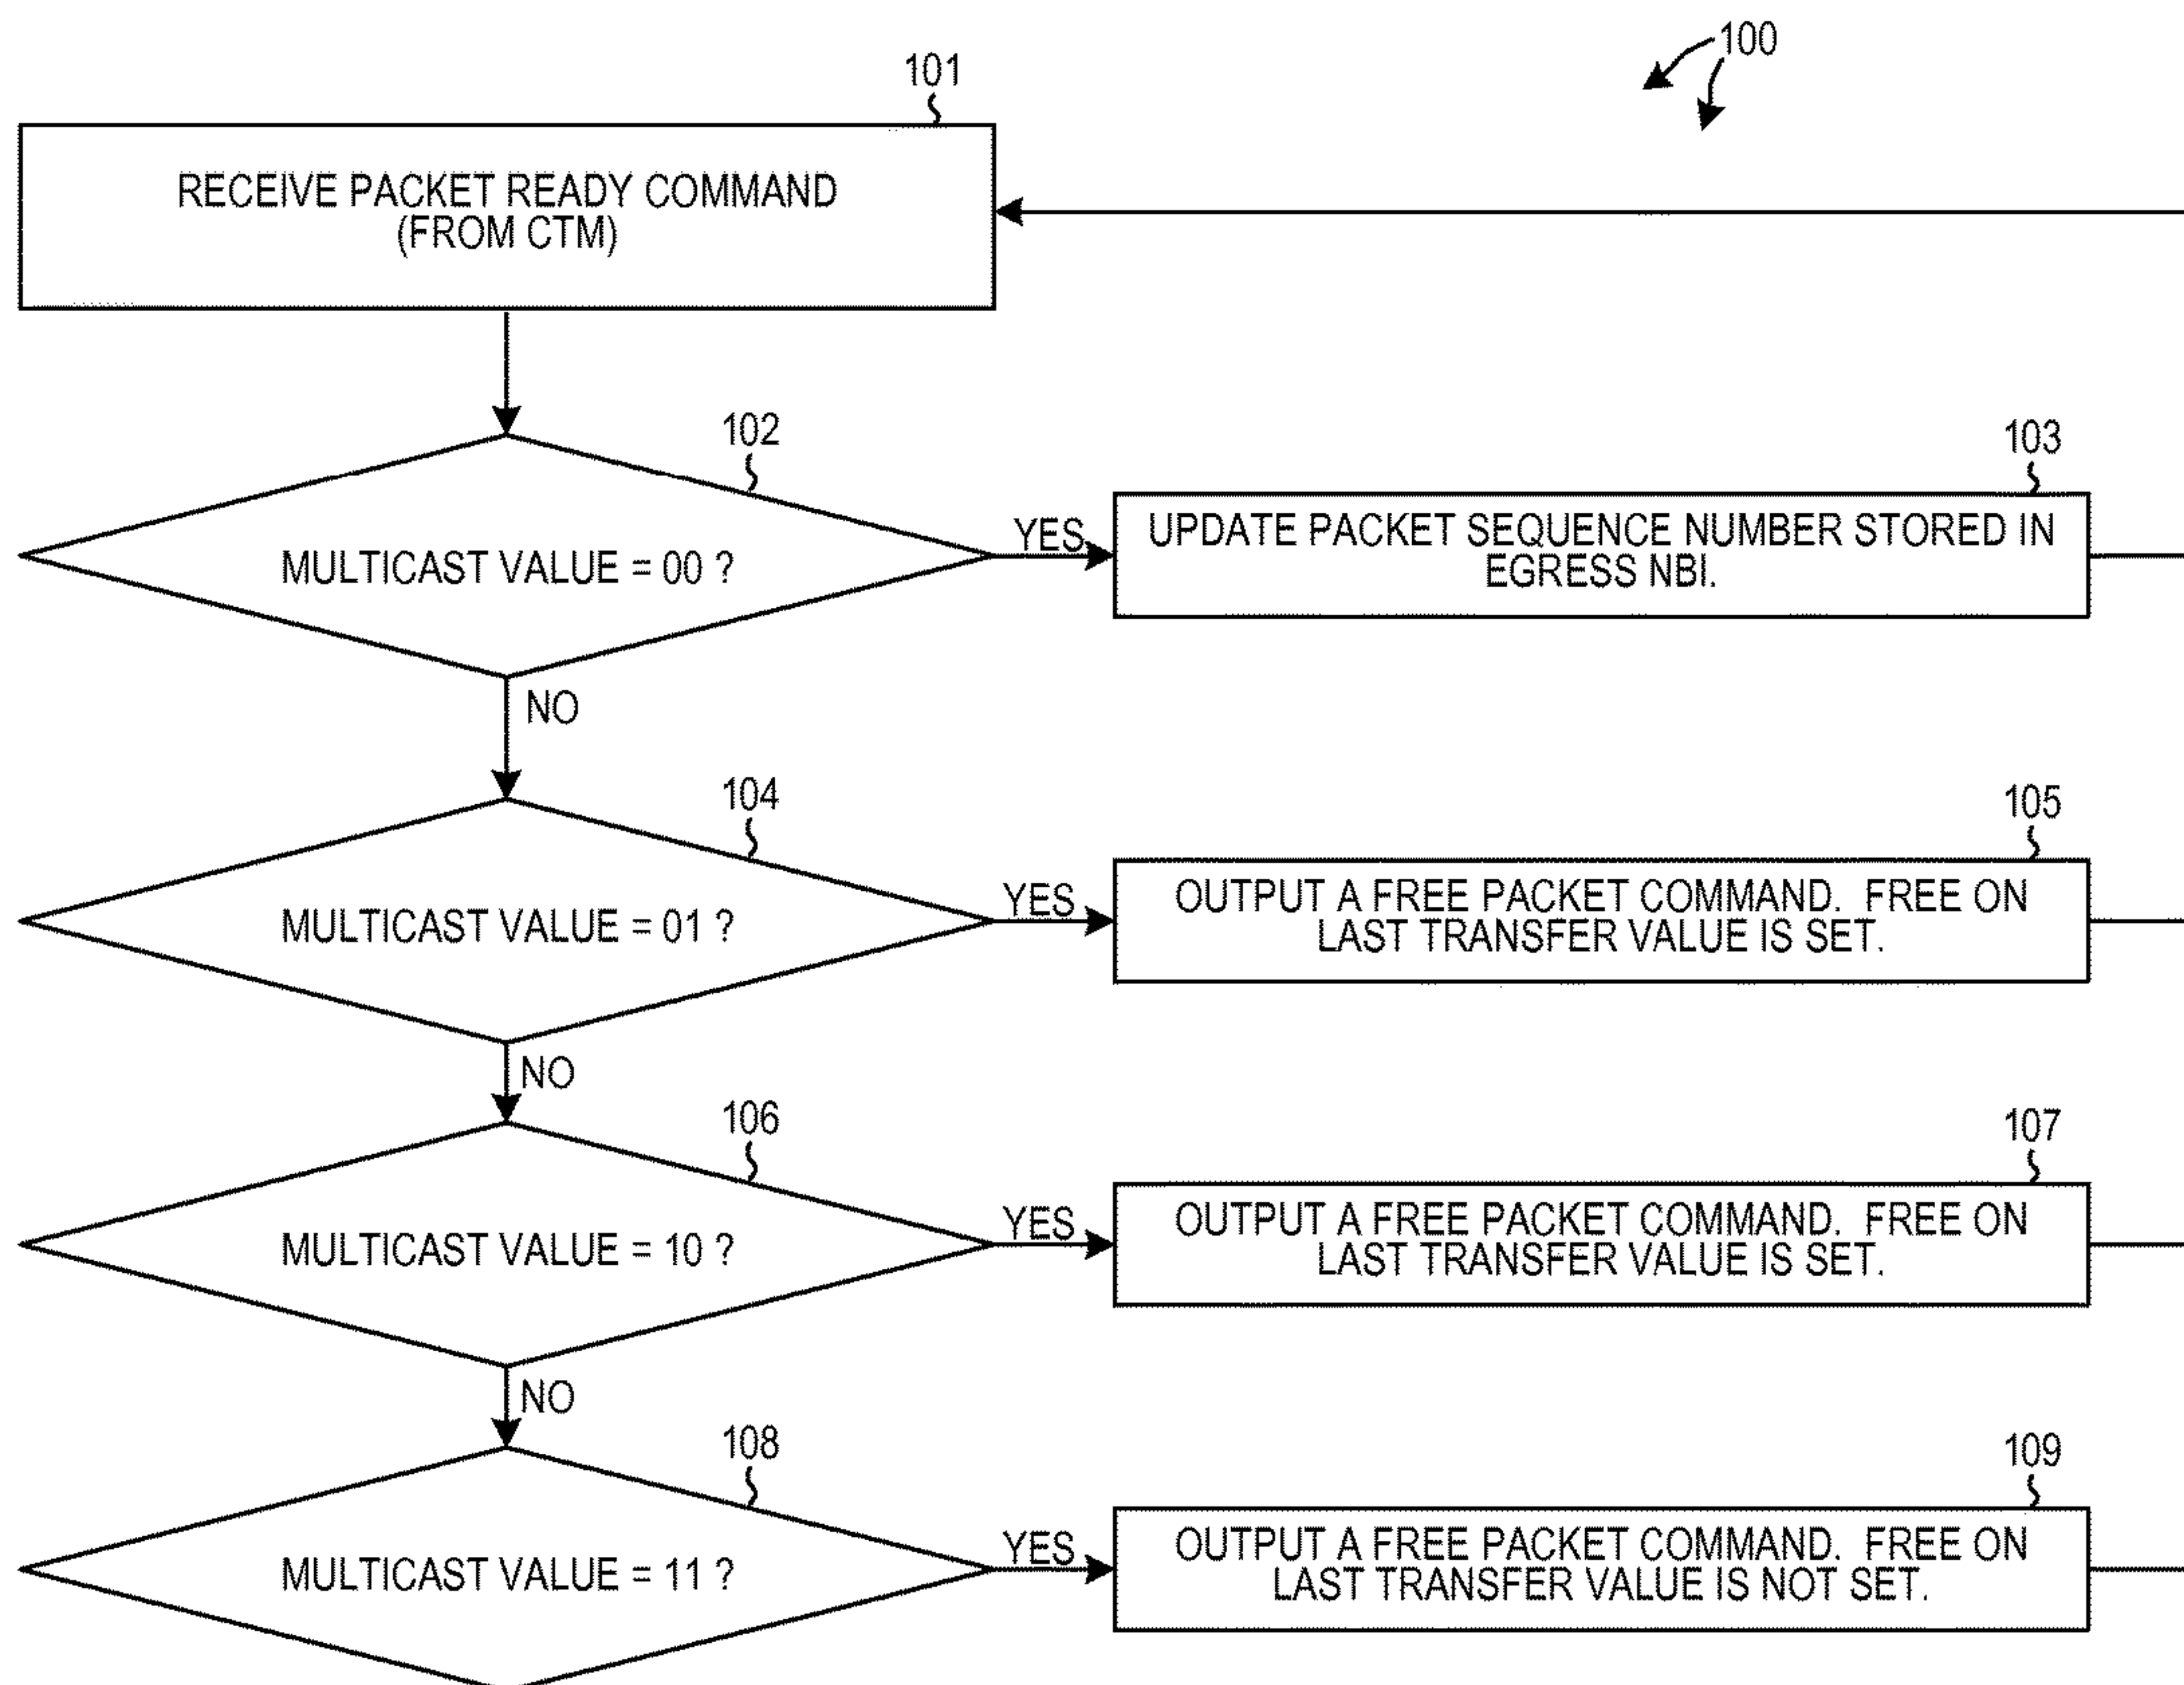 100
101
RECEIVE PACKET READY COMMAND
(FROM CTM)
102
MULTICAST VALUE = 00 ?
YES
103
UPDATE PACKET SEQUENCE NUMBER STORED IN
EGRESS NBI.
NO
104
MULTICAST VALUE = 01 ?
YES
105
OUTPUT A FREE PACKET COMMAND. FREE ON
LAST TRANSFER VALUE IS SET.
NO
106
MULTICAST VALUE = 10 ?
YES
107
OUTPUT A FREE PACKET COMMAND. FREE ON
LAST TRANSFER VALUE IS SET.
NO
108
MULTICAST VALUE = 11 ?
YES
109
OUTPUT A FREE PACKET COMMAND. FREE ON
LAST TRANSFER VALUE IS NOT SET.